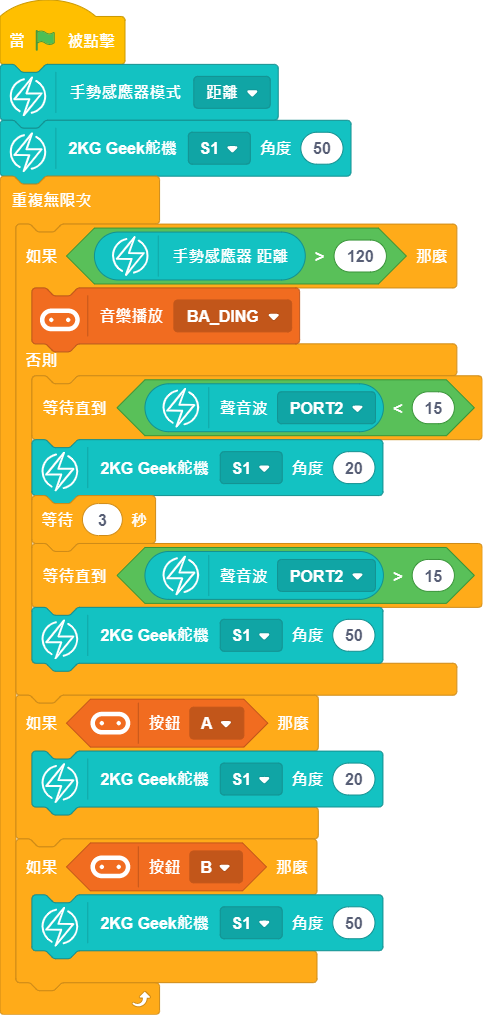 當 被點擊
手勢感應器模式 距離
2KG Geek舵機 S1 角度 50
重複無限次
如果 手勢感應器 距離 > 120 那麼
音樂播放 BA_DING
否則
等待直到 聲音波 PORT2 < 15
2KG Geek舵機 S1 角度 20
等待 3 秒
等待直到 聲音波 PORT2 > 15
2KG Geek舵機 S1 角度 50
如果 按鈕 A 那麼
2KG Geek舵機 S1 角度 20
如果 按鈕 B 那麼
2KG Geek舵機 S1 角度 50